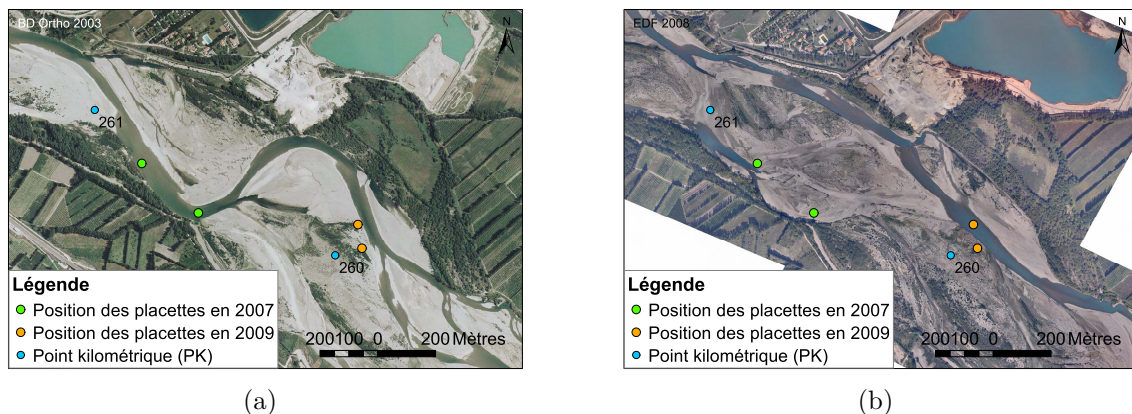 BD Ortho 2003
N
261
260
Légende
Position des placettes en 2007
Position des placettes en 2009
Point kilométrique (PK)
200100 0 200 Mètres
(a)
EDF 2008
N
261
260
Légende
Position des placettes en 2007
Position des placettes en 2009
Point kilométrique (PK)
200100 0 200 Mètres
(b)